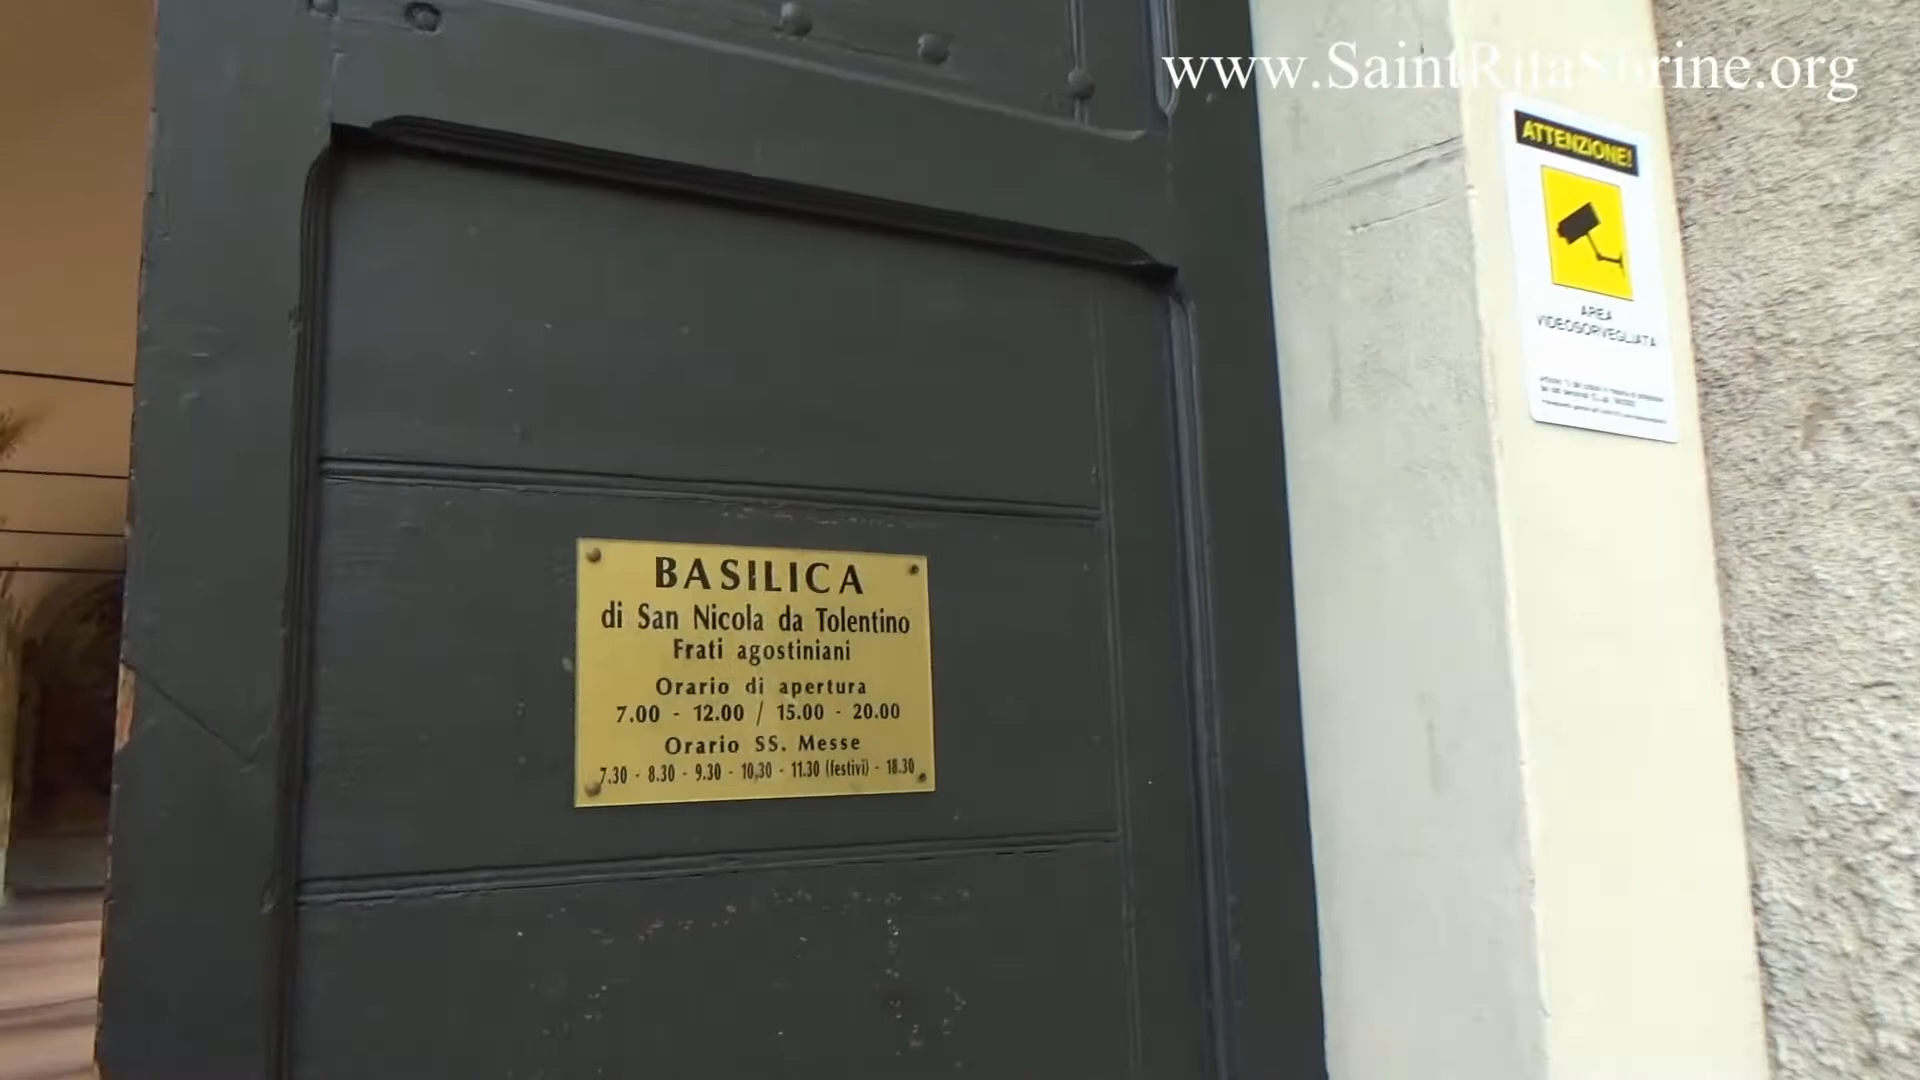 www.SaintRitaShrine.org
ATTENZIONE!
AREA
VIDEOSORVEGLIATA
BASILICA
di San Nicola da Tolentino
Frati agostiniani
Orario di apertura
7.00 - 12.00 / 15.00 - 20.00
Orario SS. Messe
7.30 - 8.30 - 9.30 - 10,30 - 11.30 (festivi) - 18.30